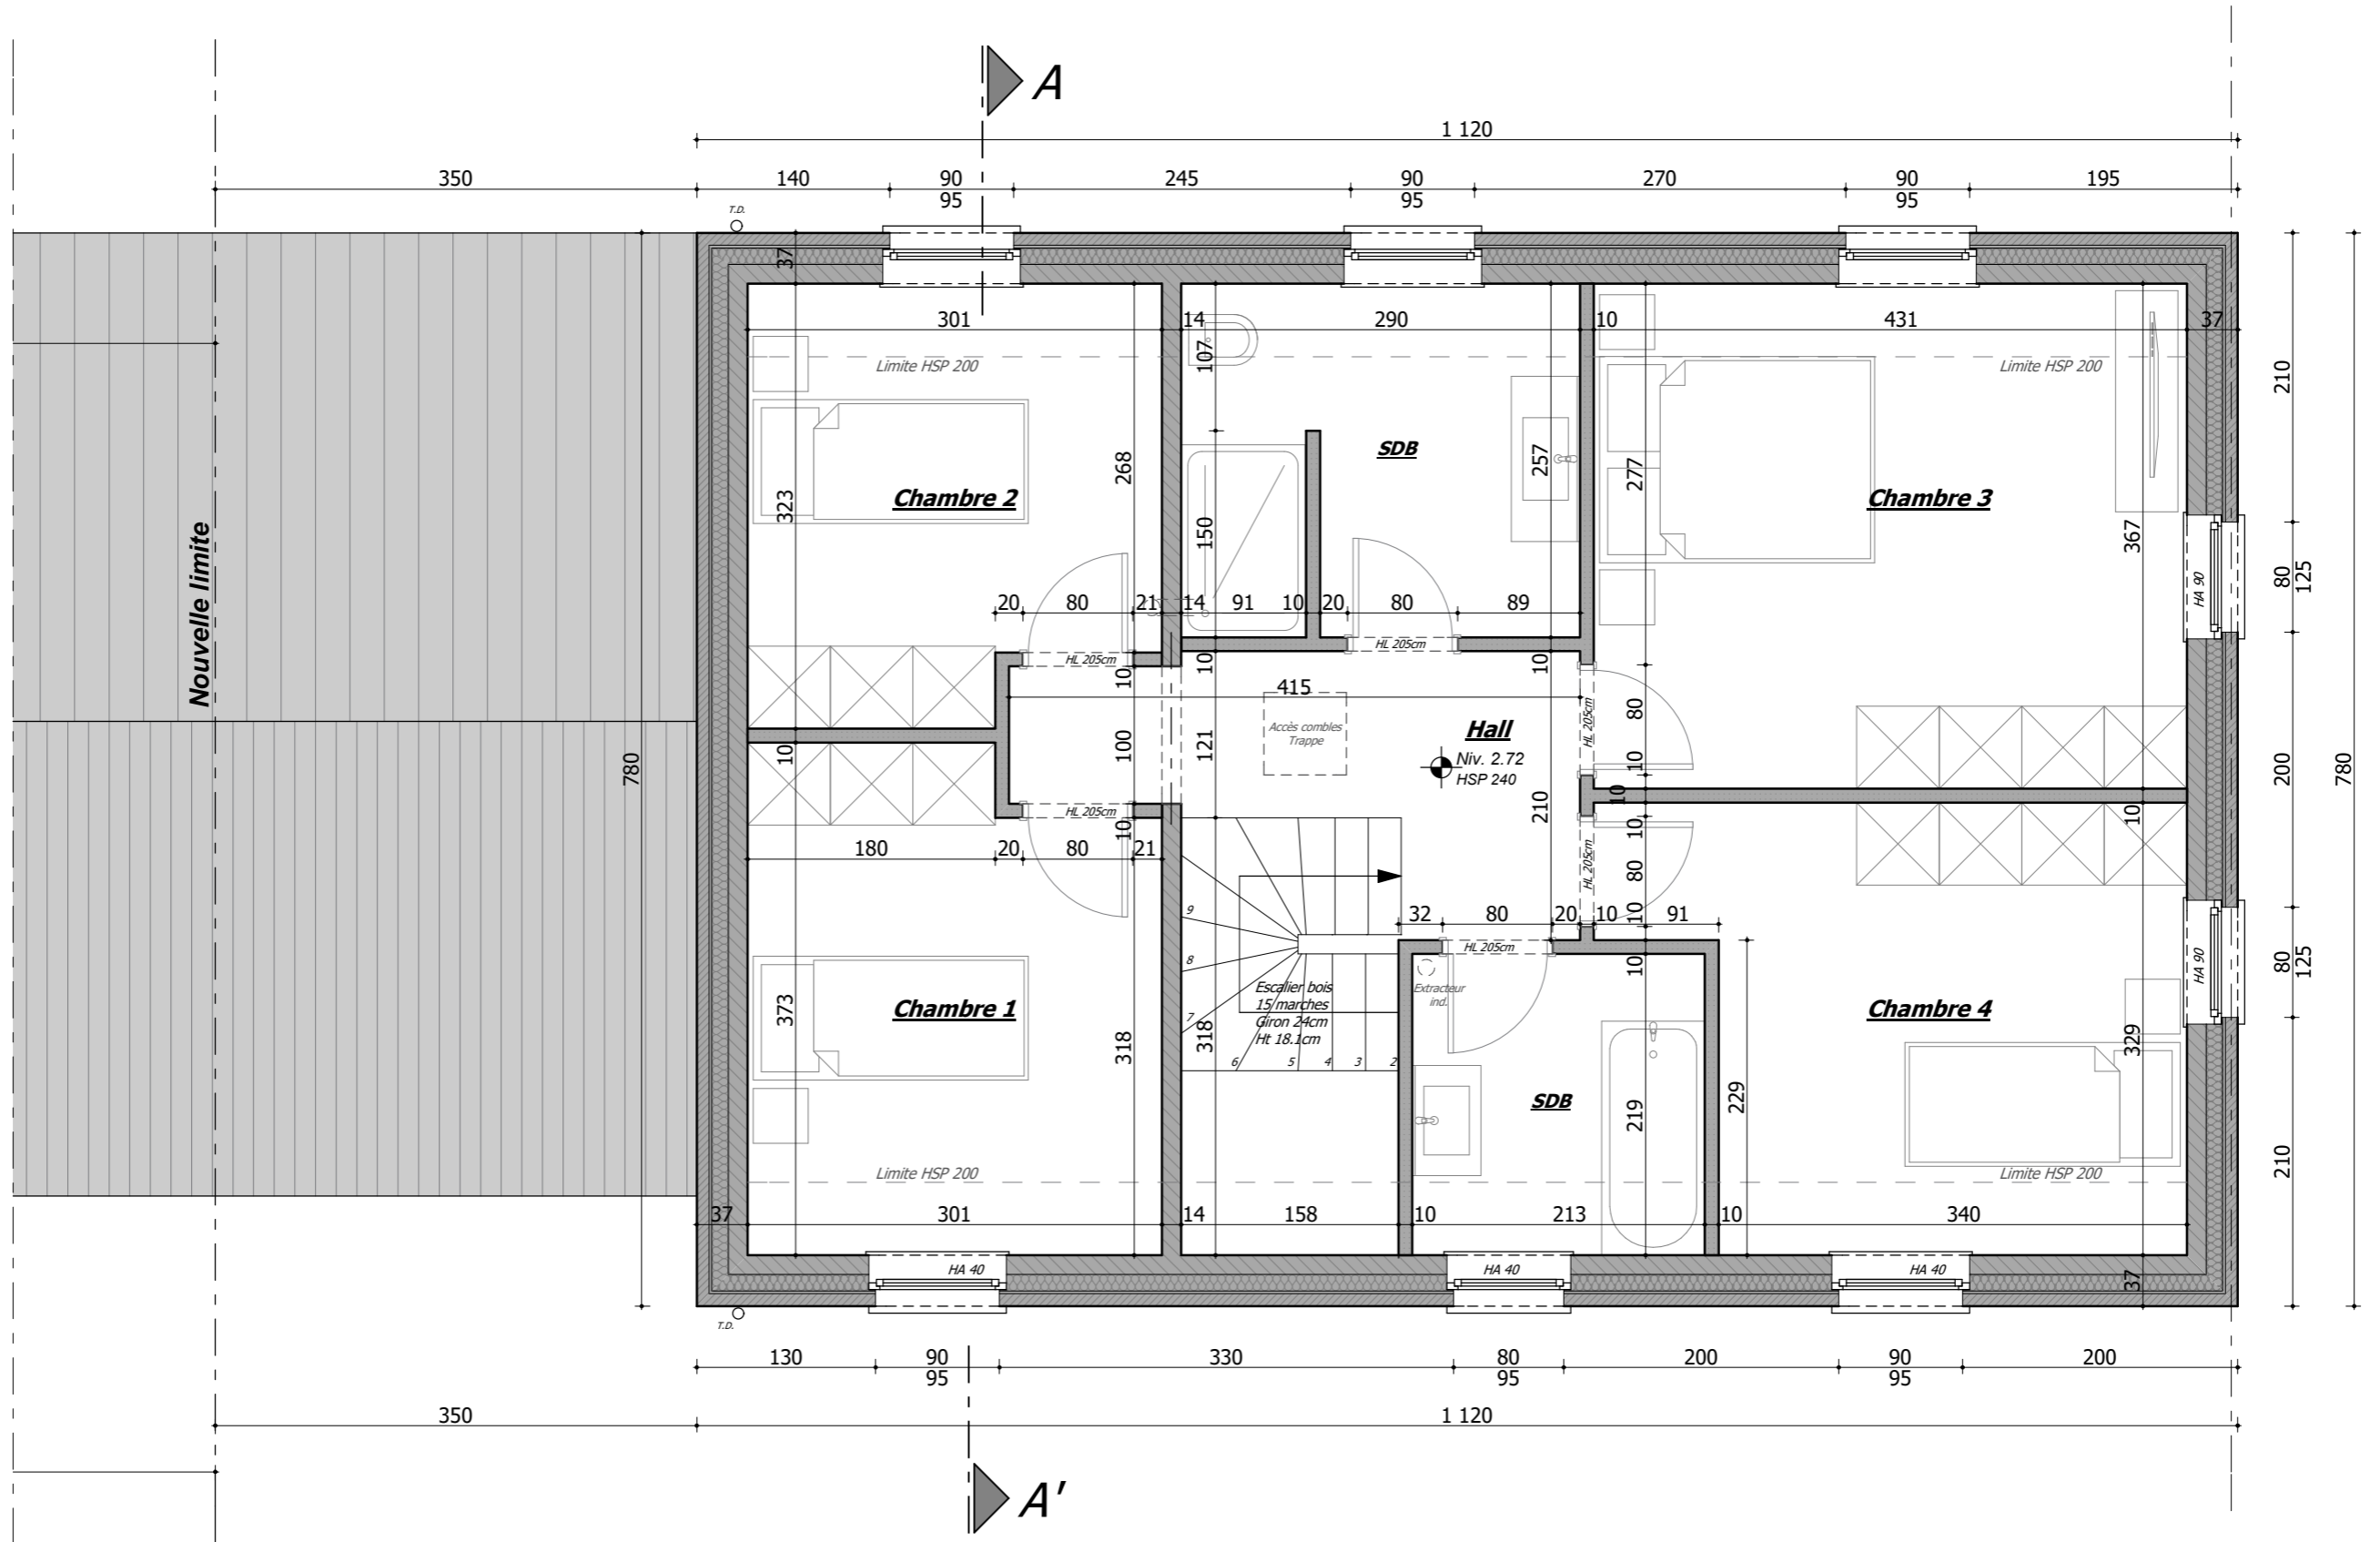 A
1 120
350
140
90
245
90
270
90
195
95
95
95
T.D.
37
301
14
290
10
431
37
107
Limite HSP 200
Limite HSP 200
210
SDB
268
257
277
Chambre 2
Chambre 3
323
150
367
Nouvelle limite
HA 90
80
125
20
80
21
14
91
10
20
80
89
HL 205cm
HL 205cm
10
10
10
415
HL 205cm
80
Accès combles
Trappe
Hall
Niv. 2.72
HSP 240
10
100
121
10
780
200
780
210
10
10
HL 205cm
10
10
HL 205cm
80
180
20
80
21
9
32
80
20
10
10
91
HL 205cm
8
10
HA 90
80
125
Escalier bois
15 marches
Giron 24cm
Ht 18.1cm
Extracteur
ind.
Chambre 1
Chambre 4
373
318
7
318
329
6
5
4
3
2
SDB
219
229
210
Limite HSP 200
Limite HSP 200
37
301
14
158
10
213
10
340
HA 40
HA 40
HA 40
37
T.D.
130
90
330
80
200
90
200
95
95
95
350
1 120
A'